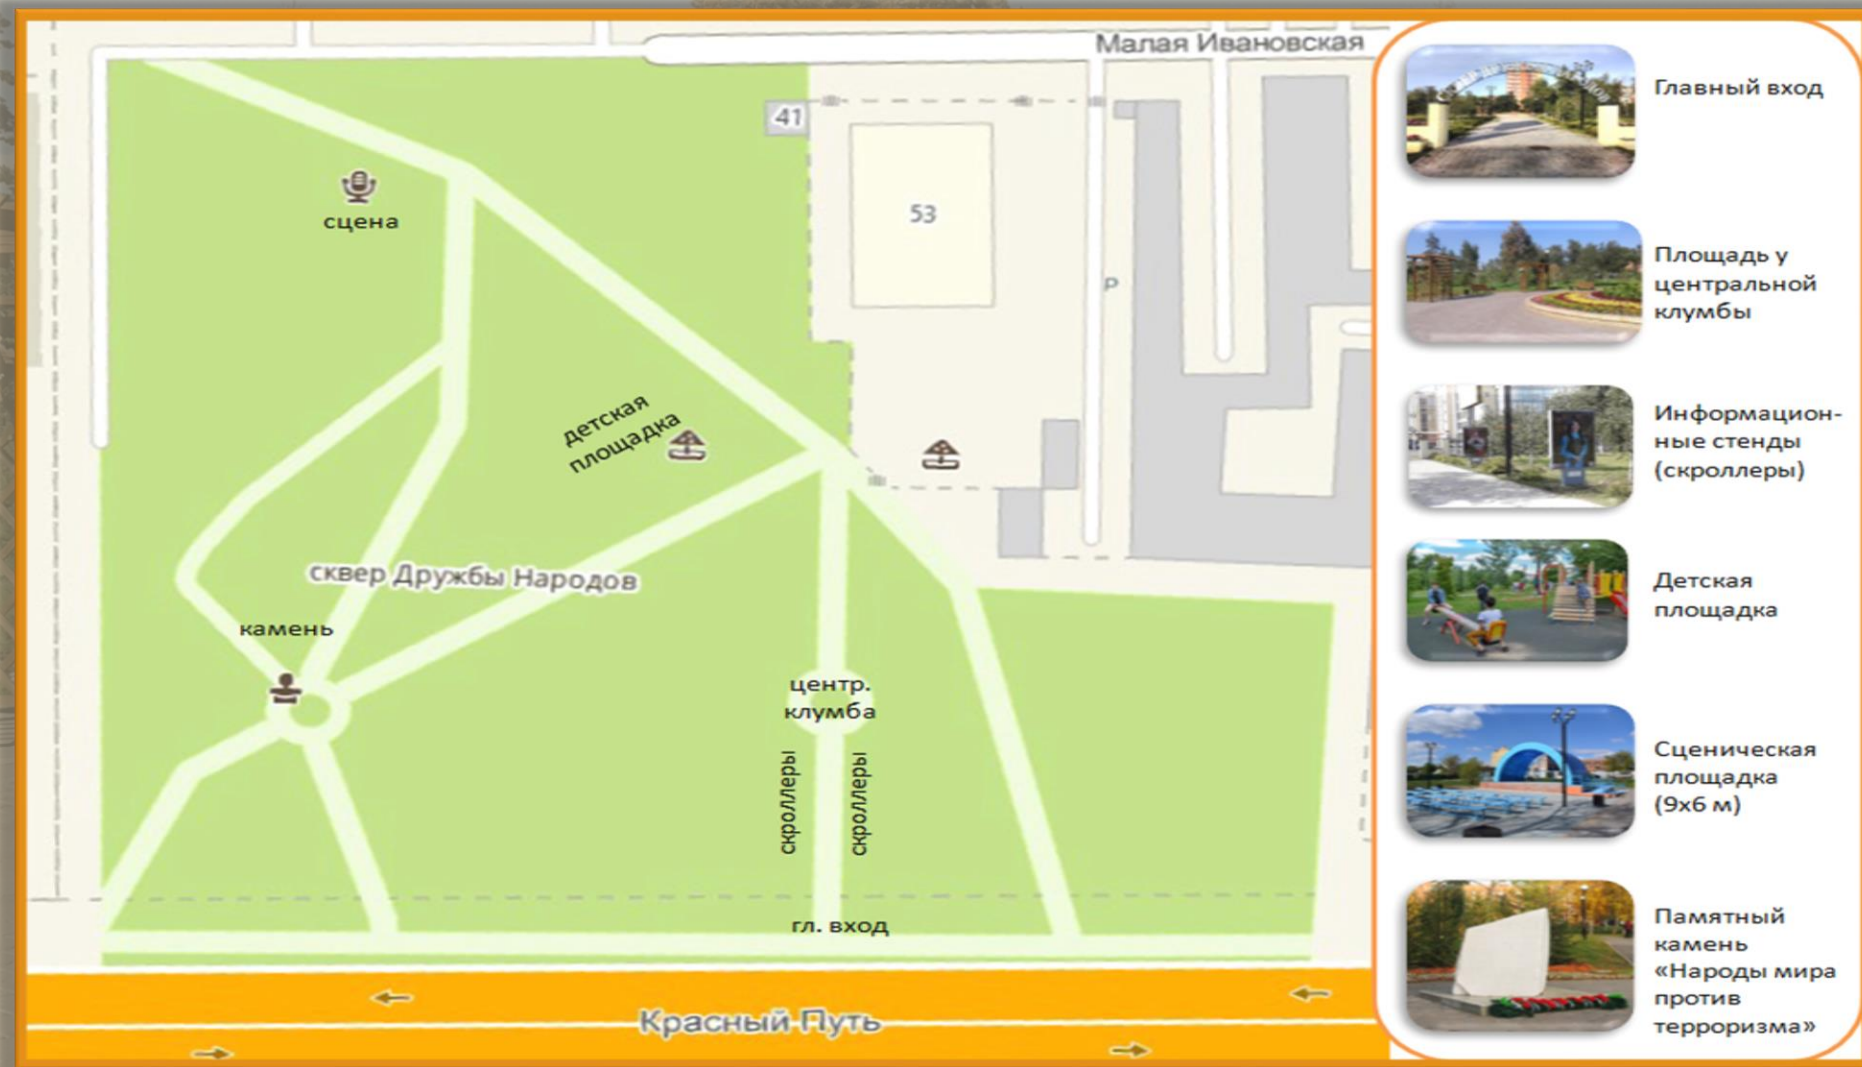 Малая Ивановская
41
53
P
сцена
детская
площадка
сквер Дружбы Народов
камень
центр.
клумба
скроллеры
скроллеры
гл. вход
Красный Путь
Главный вход
Площадь у
центральной
клумбы
Информацион-
ные стенды
(скроллеры)
Детская
площадка
Сценическая
площадка
(9х6 м)
Памятный
камень
«Народы мира
против
терроризма»